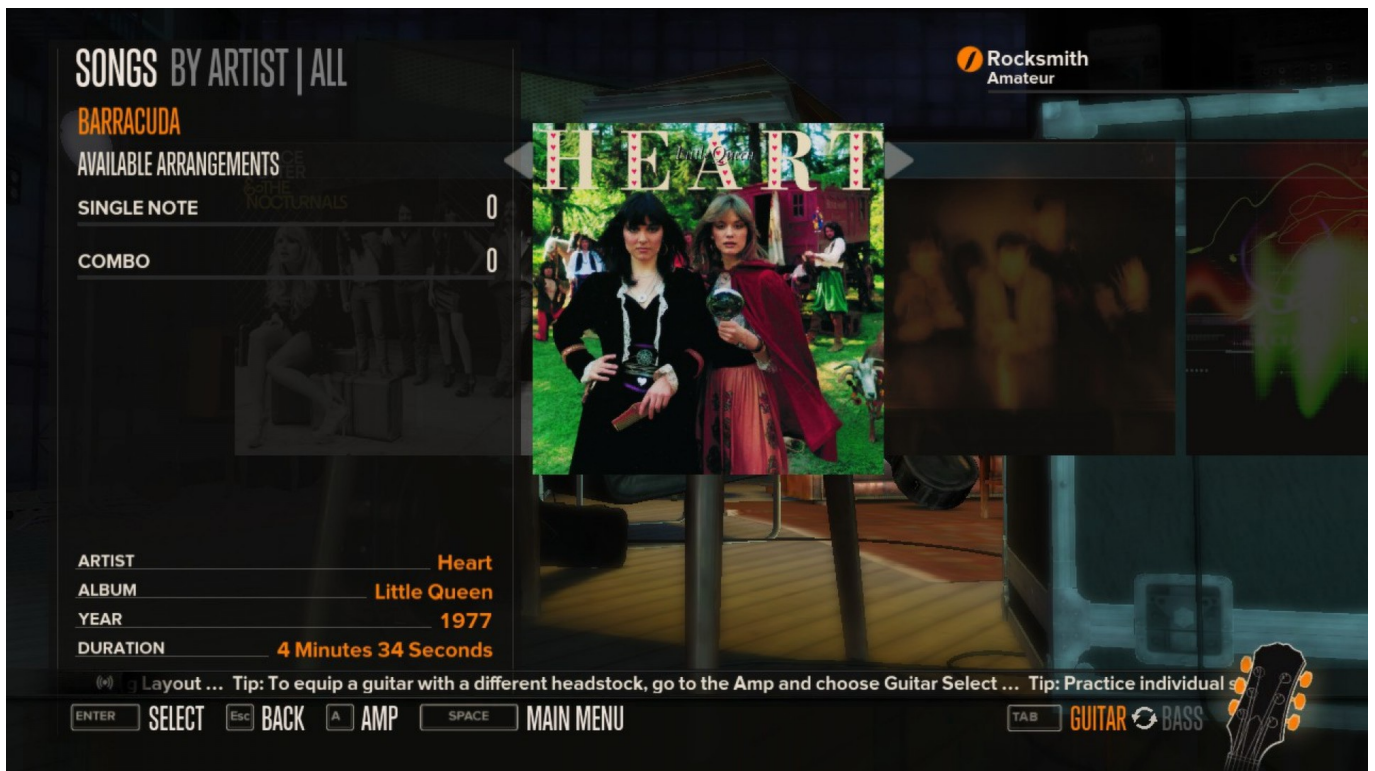 SONGS BY ARTIST | ALL
Rocksmith
Amateur
BARRACUDA
AVAILABLE ARRANGEMENTS
SINGLE NOTE 0
COMBO 0
HEART
Little Queen
&THE
NOCTURNALS
ARTIST Heart
ALBUM Little Queen
YEAR 1977
DURATION 4 Minutes 34 Seconds
g Layout ... Tip: To equip a guitar with a different headstock, go to the Amp and choose Guitar Select ... Tip: Practice individual s
ENTER SELECT Esc BACK A AMP SPACE MAIN MENU TAB GUITAR BASS